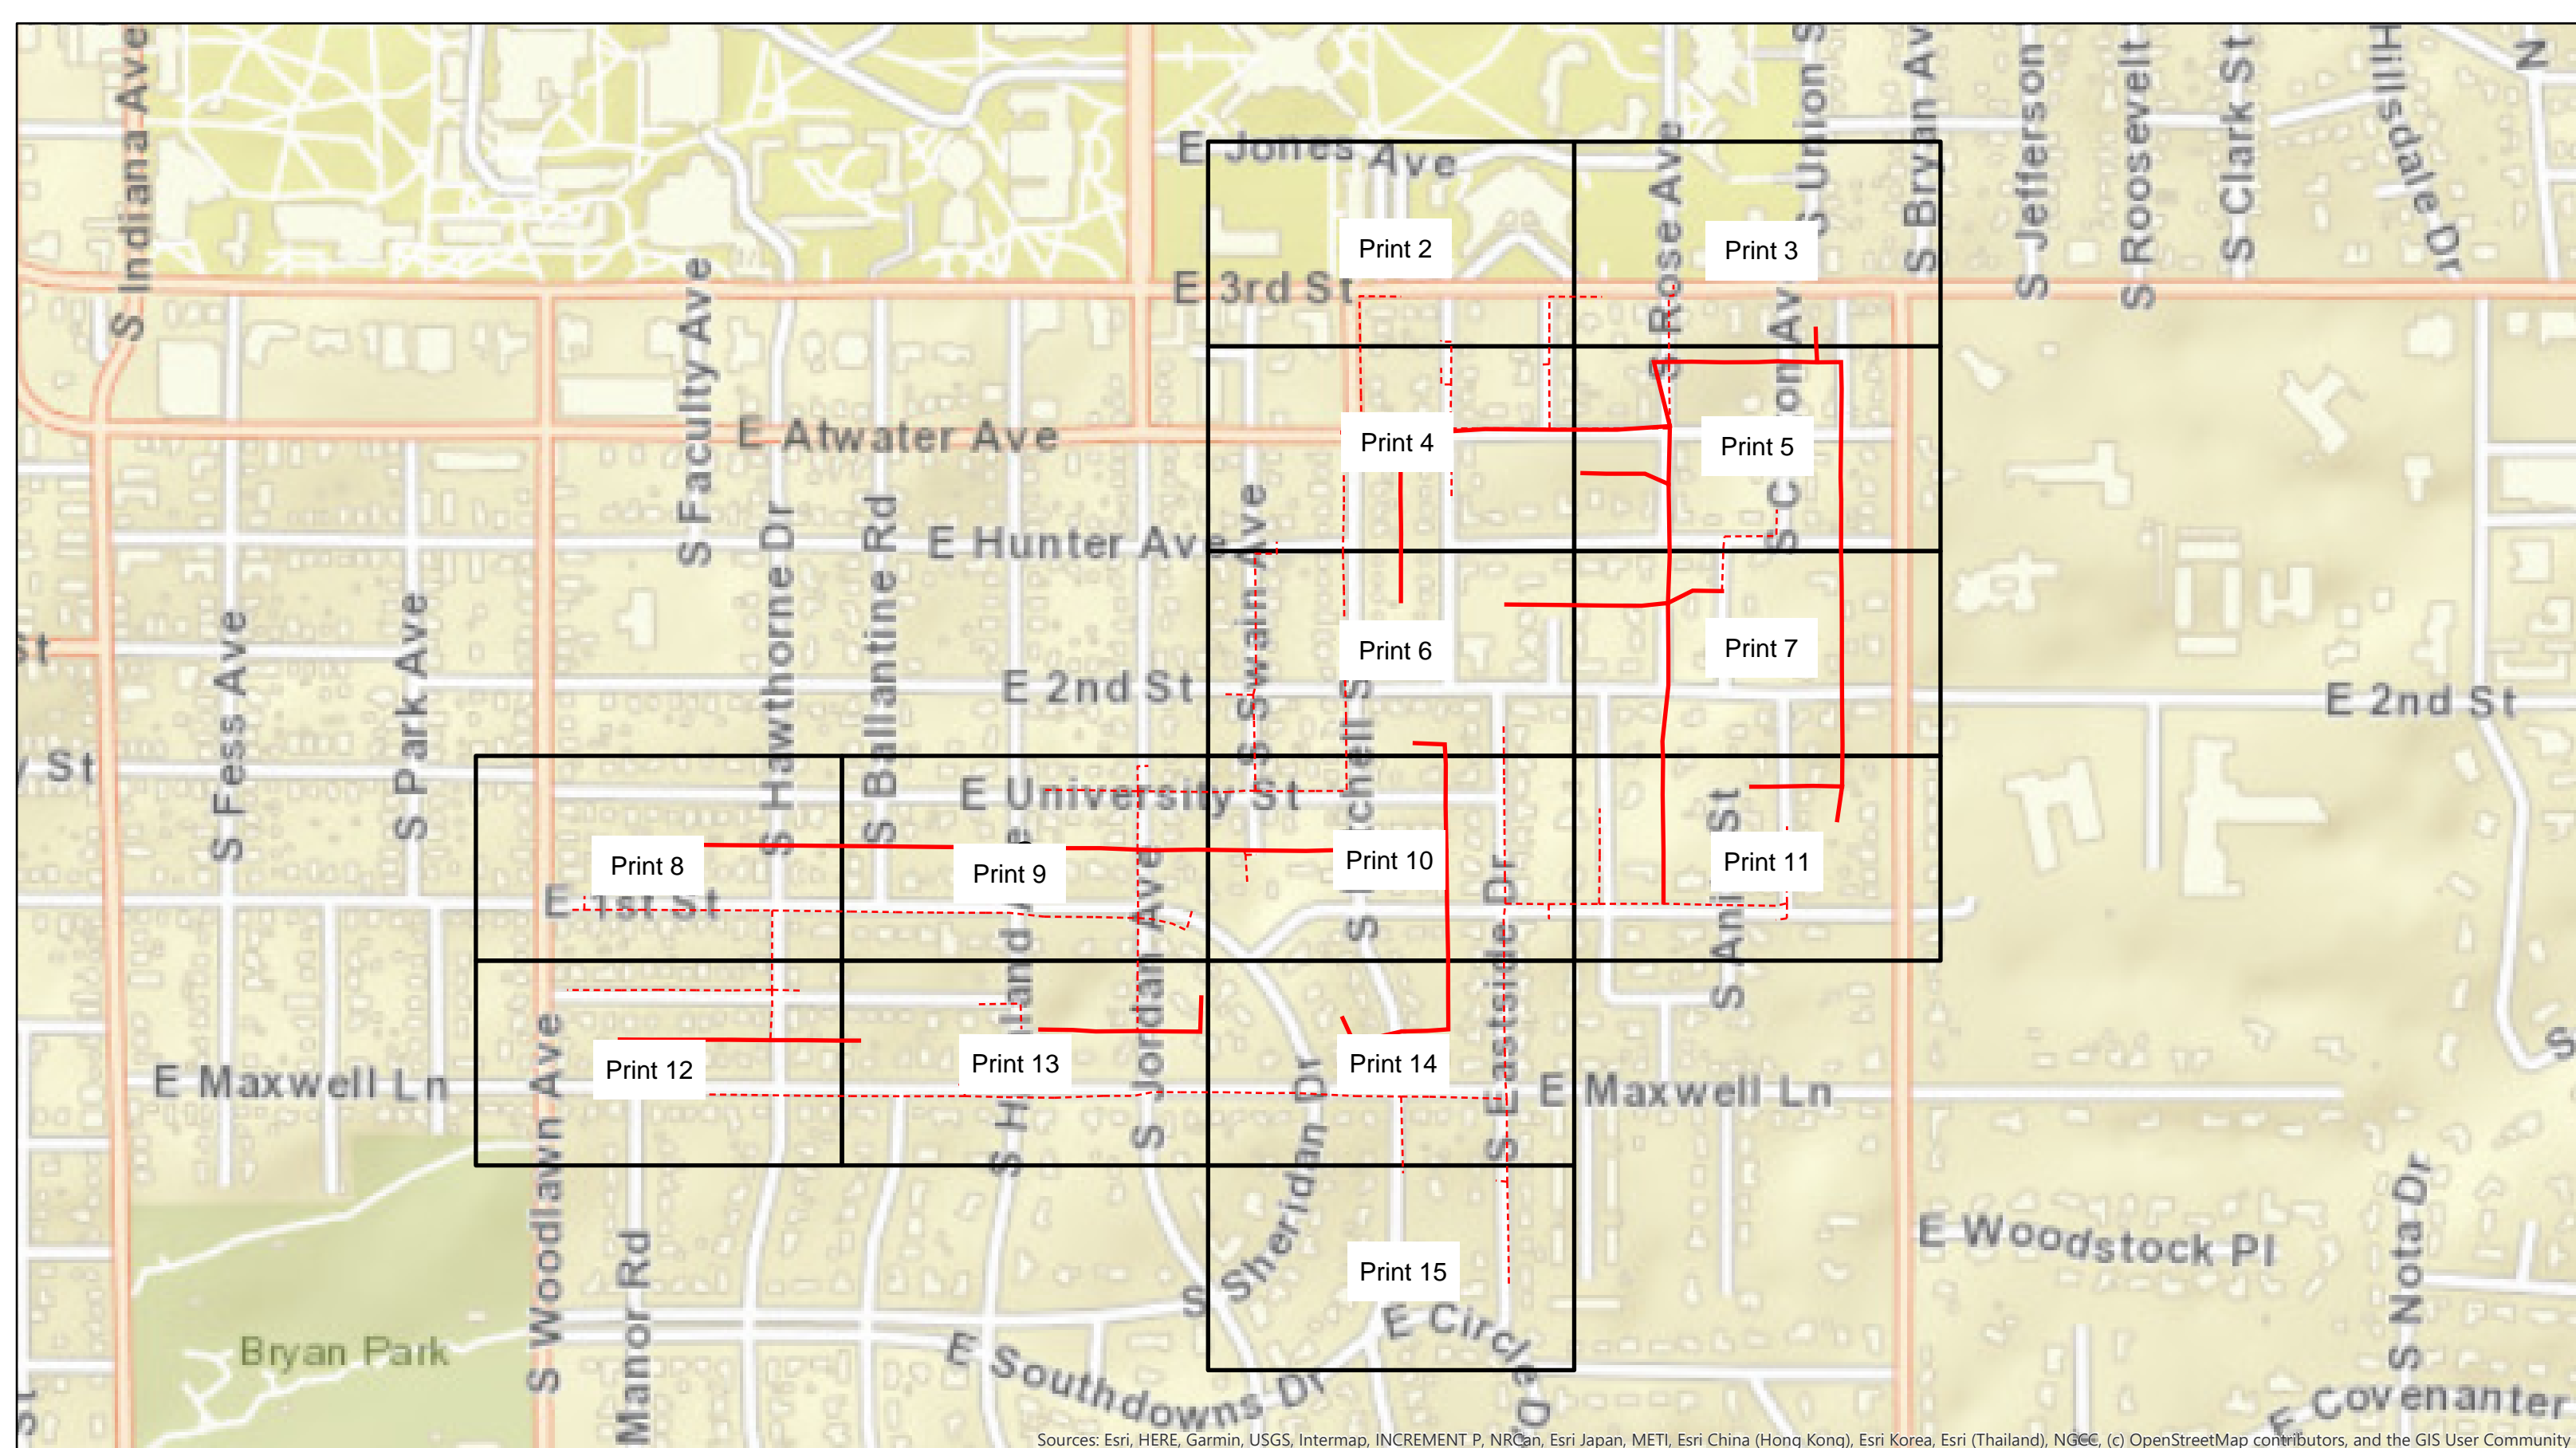 S Indiana Ave
E Jones Ave
S Rose Ave
S Union S
S Bryan Av
S Jefferson
S Roosevelt
S Clark St
Hillsdale Dr
N
Print 2
Print 3
E 3rd St
S Faculty Ave
E Atwater Ave
Print 4
Print 5
S Hawthorne Dr
S Ballantine Rd
E Hunter Ave
S Swain Ave
St
S Fess Ave
S Park Ave
Print 6
Print 7
E 2nd St
E 2nd St
y St
E University St
Print 8
Print 9
Print 10
Print 11
E 1st St
S Jordan Ave
S Eastside Dr
E Maxwell Ln
S Woodlawn Ave
Print 12
Print 13
Print 14
E Maxwell Ln
S Sheridan Dr
E Woodstock Pl
S Nota Dr
Manor Rd
Print 15
Bryan Park
E Southdowns Dr
E Circle D
E Covenanter
St
Sources: Esri, HERE, Garmin, USGS, Intermap, INCREMENT P, NRCan, Esri Japan, METI, Esri China (Hong Kong), Esri Korea, Esri (Thailand), NGCC, (c) OpenStreetMap contributors, and the GIS User Community